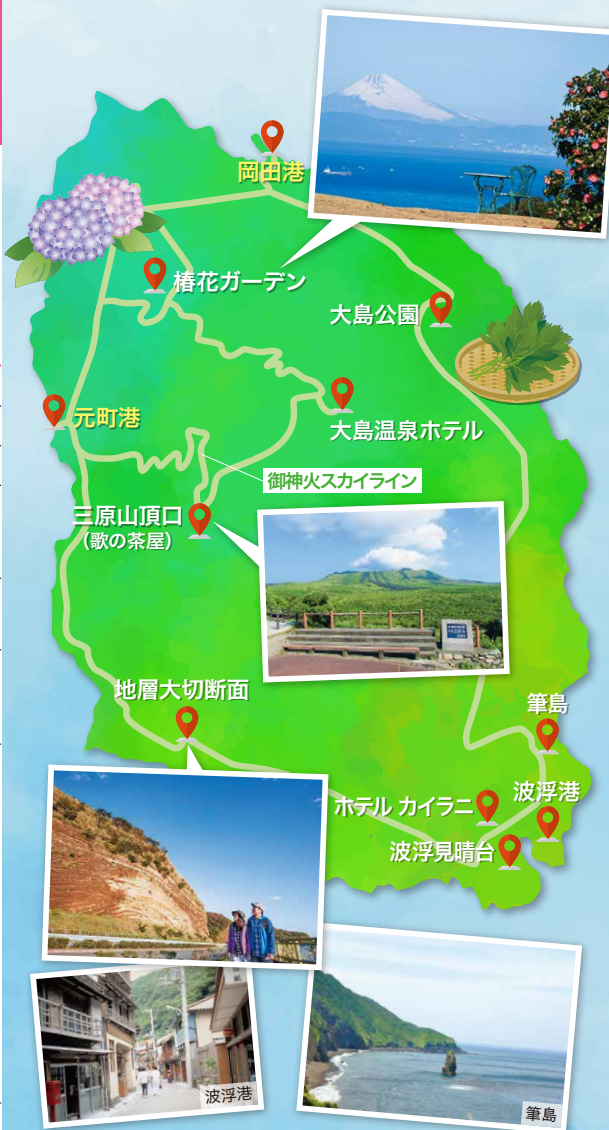 岡田港
椿花ガーデン
大島公園
元町港
大島温泉ホテル
御神火スカイライン
三原山頂口
（歌の茶屋）
地層大切断面
筆島
波浮港
ホテル カイラニ
波浮見晴台
波浮港
筆島